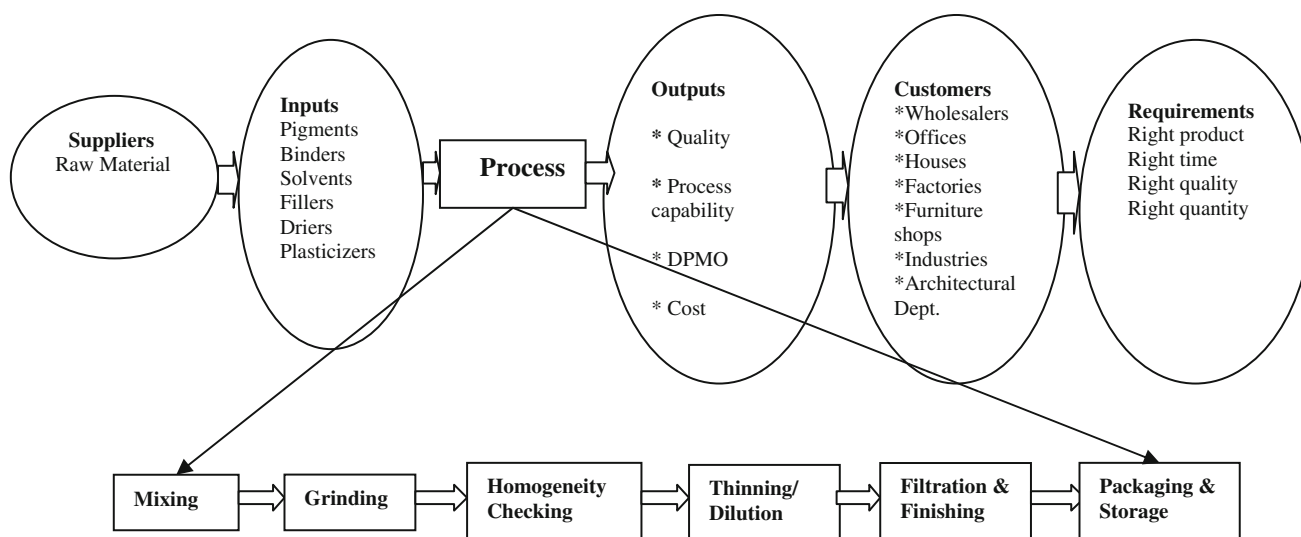 Suppliers
Raw Material
Inputs
Pigments
Binders
Solvents
Fillers
Driers
Plasticizers
Process
Outputs
* Quality
* Process
capability
* DPMO
* Cost
Customers
*Wholesalers
*Offices
*Houses
*Factories
*Furniture
shops
*Industries
*Architectural
Dept.
Requirements
Right product
Right time
Right quality
Right quantity
Mixing
Grinding
Homogeneity
Checking
Thinning/
Dilution
Filtration &
Finishing
Packaging &
Storage